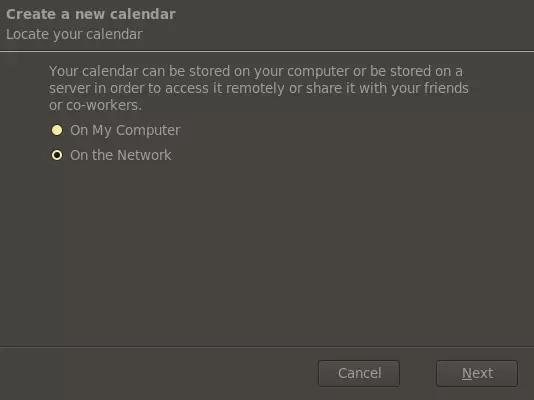 Create a new calendar
Locate your calendar
Your calendar can be stored on your computer or be stored on a
server in order to access it remotely or share it with your friends
or co-workers.
On My Computer
On the Network
Cancel
Next